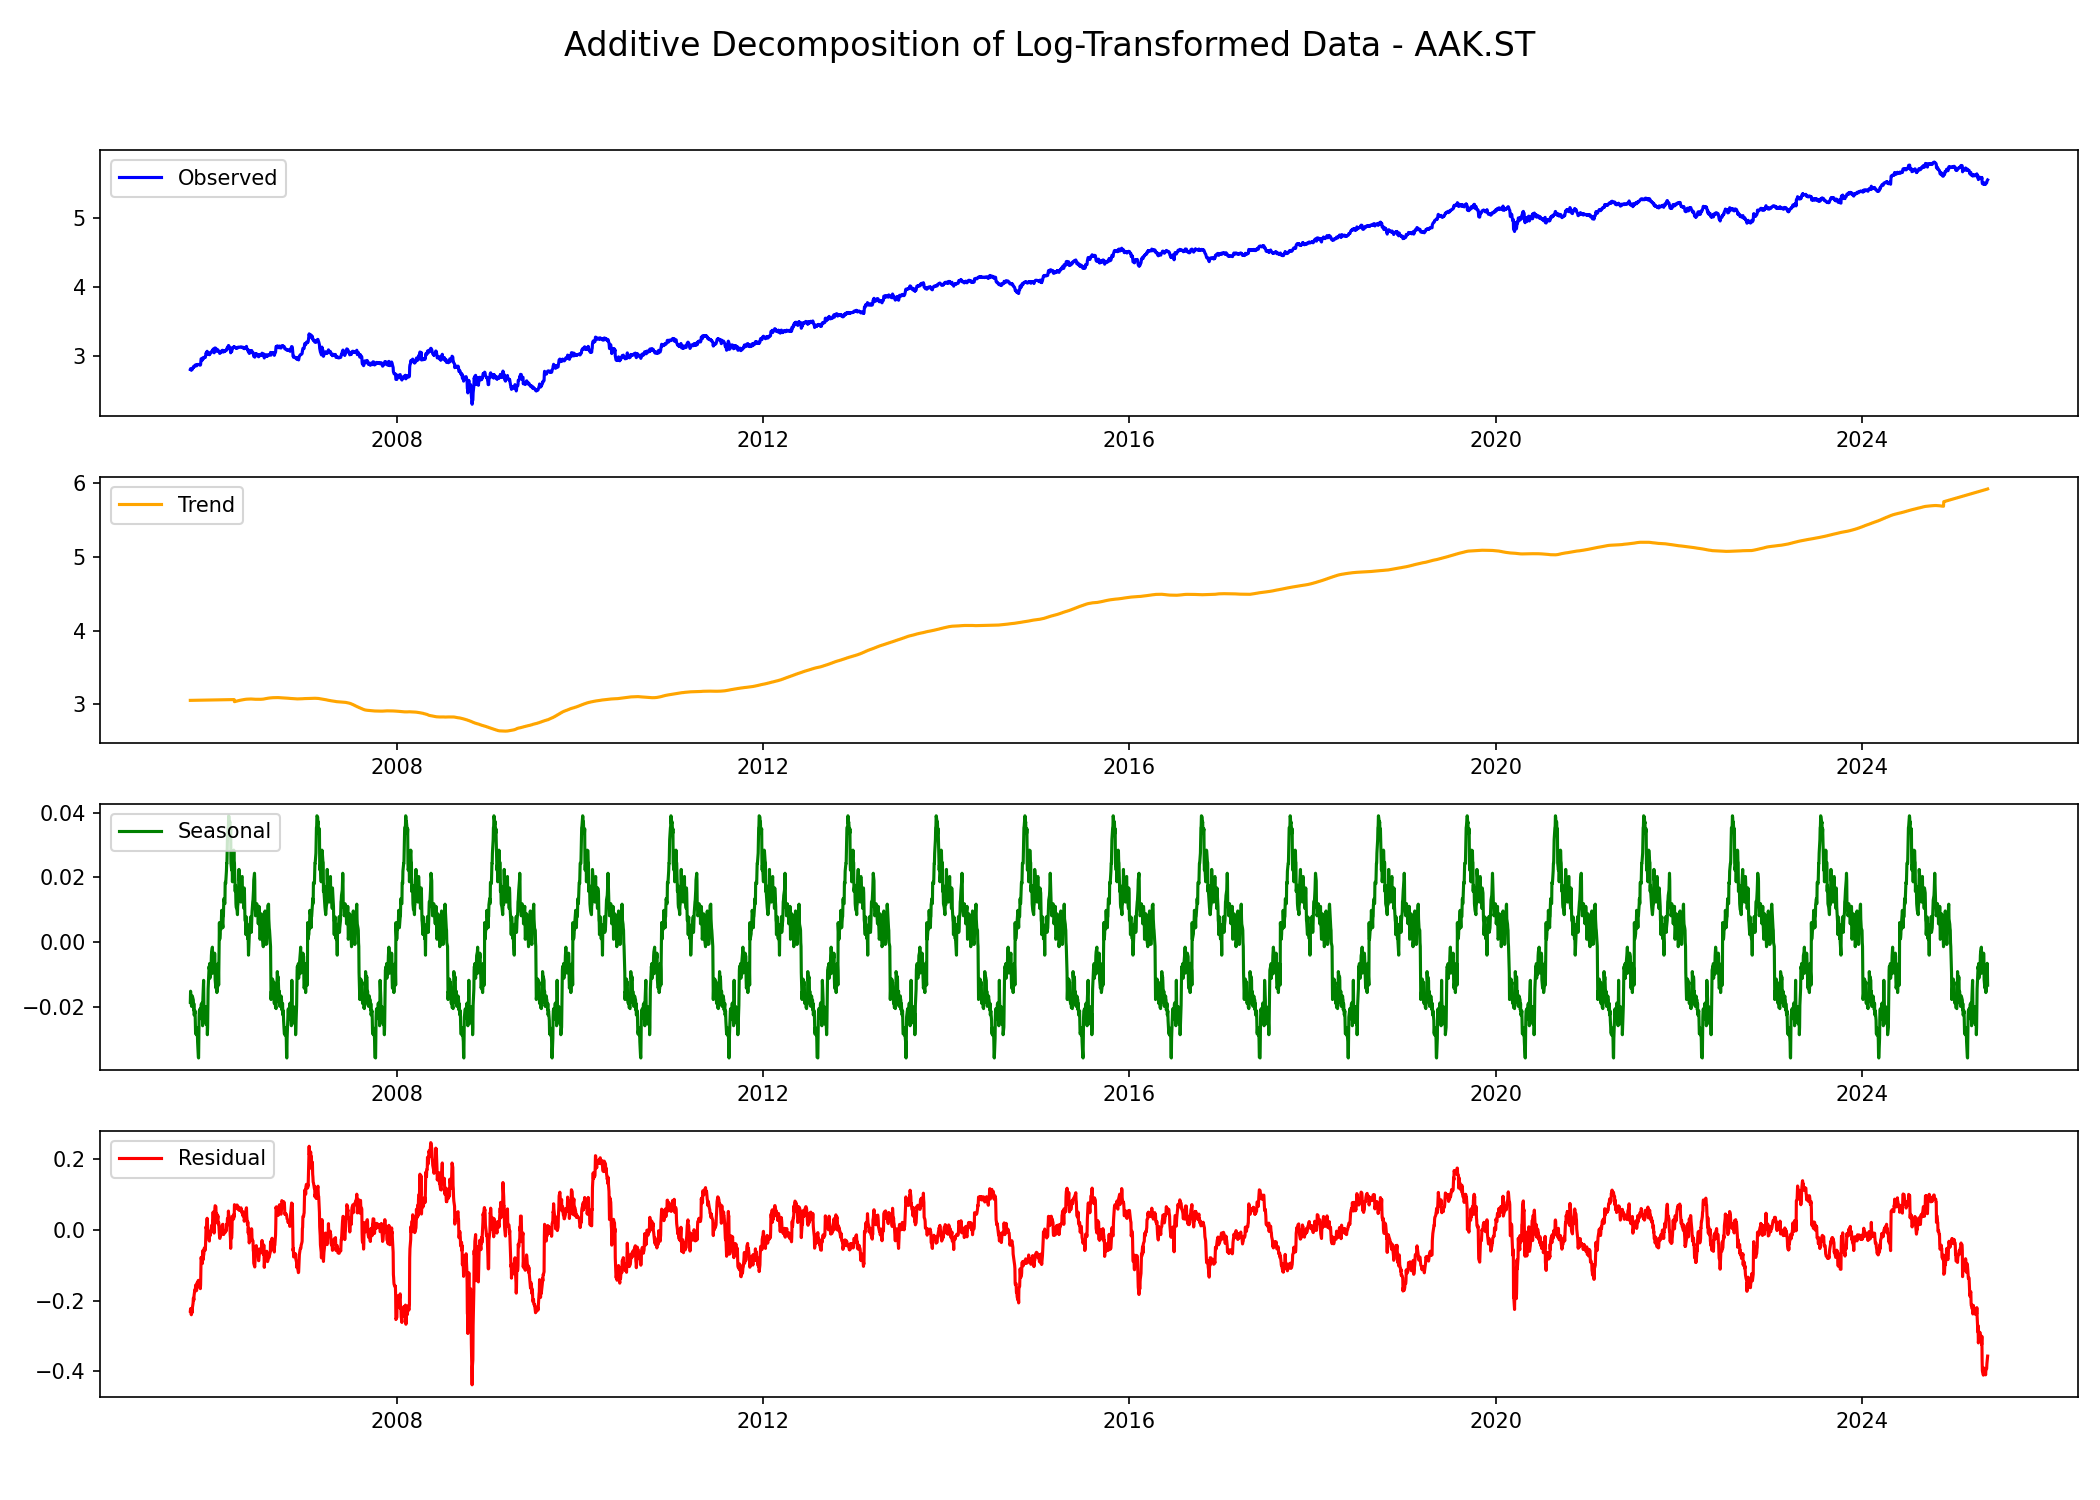 Additive Decomposition of Log-Transformed Data - AAK.ST
Observed
5
4
3
2008 2012 2016 2020 2024
Trend
6
5
4
3
2008 2012 2016 2020 2024
Seasonal
0.04
0.02
0.00
−0.02
2008 2012 2016 2020 2024
Residual
0.2
0.0
−0.2
−0.4
2008 2012 2016 2020 2024